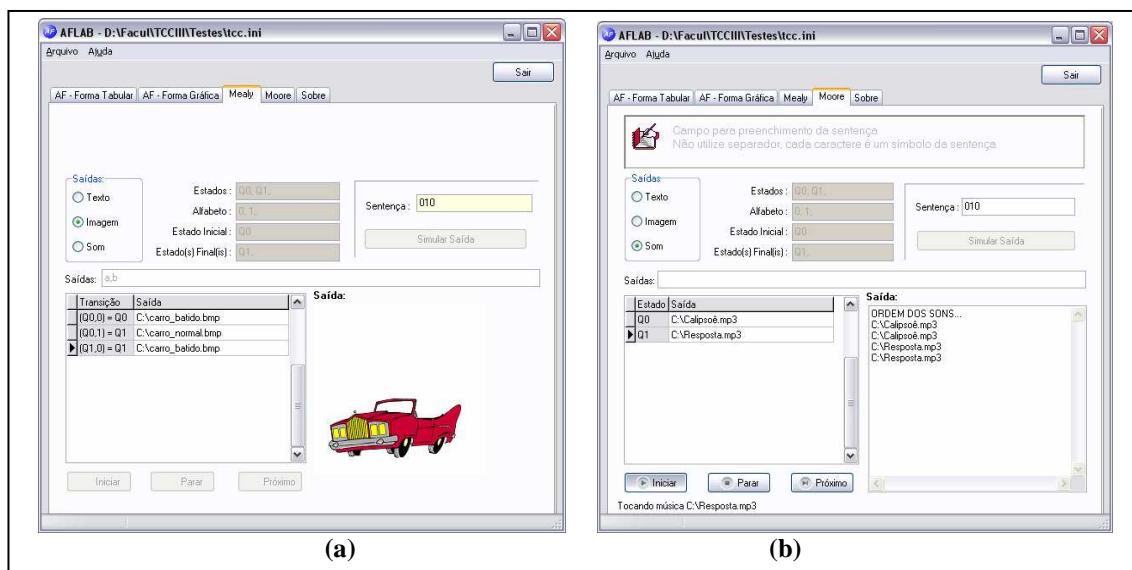 AFLAB - D:\Facul\TCCIII\Testes\tcc.ini
Arquivo Ajuda
Sair
AF - Forma Tabular AF - Forma Gráfica Mealy Moore Sobre
Saídas:
Texto
Imagem
Som
Estados : Q0, Q1,
Alfabeto : 0, 1,
Estado Inicial : Q0
Estado(s) Final(is) : Q1,
Sentença : 010
Simular Saída
Saídas: a,b
Transição Saída
(Q0,0) = Q0 C:\carro_batido.bmp
(Q0,1) = Q1 C:\carro_normal.bmp
(Q1,0) = Q1 C:\carro_batido.bmp
Saída:
Iniciar Parar Próximo
(a)
AFLAB - D:\Facul\TCCIII\Testes\tcc.ini
Arquivo Ajuda
Sair
AF - Forma Tabular AF - Forma Gráfica Mealy Moore Sobre
Campo para preenchimento da sentença
Não utilize separador, cada caractere é um símbolo da sentença
Saídas
Texto
Imagem
Som
Estados : Q0, Q1,
Alfabeto : 0, 1,
Estado Inicial : Q0
Estado(s) Final(is) : Q1,
Sentença : 010
Simular Saída
Saídas:
Estado Saída
Q0 C:\Calipsoê.mp3
Q1 C:\Resposta.mp3
Saída:
ORDEM DOS SONS...
C:\Calipsoê.mp3
C:\Calipsoê.mp3
C:\Resposta.mp3
C:\Resposta.mp3
Iniciar Parar Próximo
Tocando música C:\Resposta.mp3
(b)